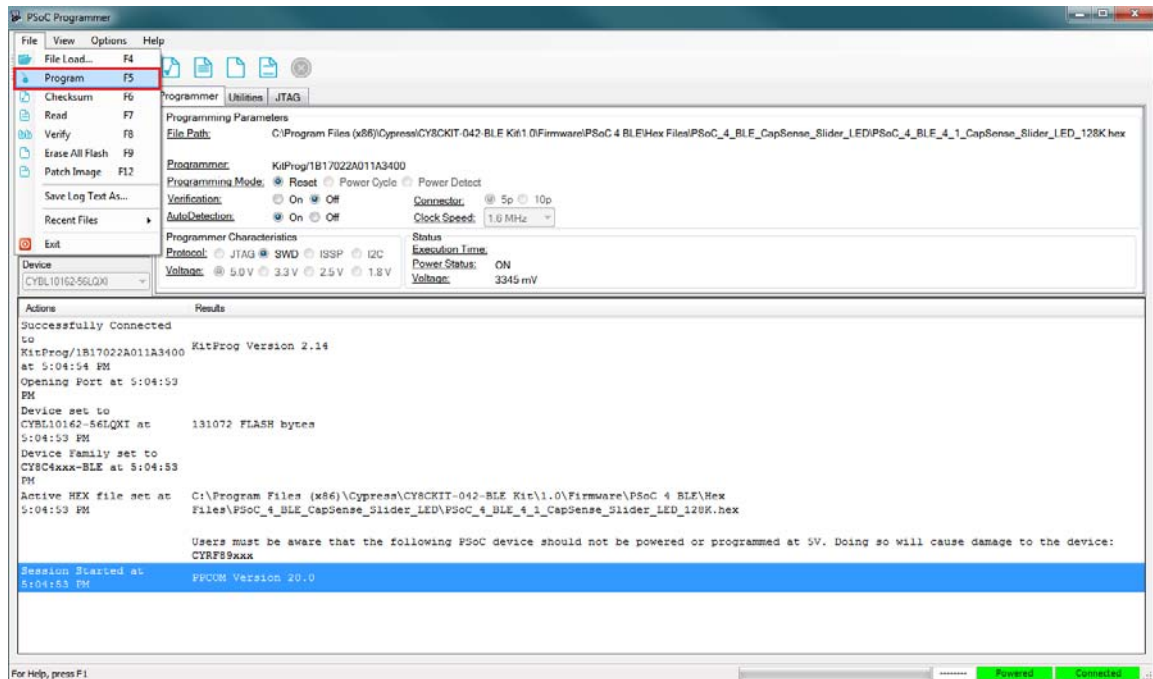 PSoC Programmer
File View Options Help
File Load... F4
Program F5
Checksum F6
Read F7
Verify F8
Erase All Flash F9
Patch Image F12
Save Log Text As...
Recent Files
Exit
Programmer Utilities JTAG
Programming Parameters
File Path: C:\Program Files (x86)\Cypress\CY8CKIT-042-BLE Kit\1.0\Firmware\PSoC 4 BLE\Hex Files\PSoC_4_BLE_CapSense_Slider_LED\PSoC_4_BLE_4_1_CapSense_Slider_LED_128K.hex
Programmer: KitProg/1B17022A011A3400
Programming Mode: Reset Power Cycle Power Detect
Verification: On Off Connector: 5p 10p
AutoDetection: On Off Clock Speed: 1.6 MHz
Programmer Characteristics
Protocol: JTAG SWD ISSP I2C
Voltage: 5.0 V 3.3 V 2.5 V 1.8 V
Status
Execution Time:
Power Status: ON
Voltage: 3345 mV
Device
CYBL10162-56LQXI
Actions Results
Successfully Connected
to
KitProg/1B17022A011A3400 KitProg Version 2.14
at 5:04:54 PM
Opening Port at 5:04:53
PM
Device set to
CYBL10162-56LQXI at 131072 FLASH bytes
5:04:53 PM
Device Family set to
CY8C4xxx-BLE at 5:04:53
PM
Active HEX file set at C:\Program Files (x86)\Cypress\CY8CKIT-042-BLE Kit\1.0\Firmware\PSoC 4 BLE\Hex
5:04:53 PM Files\PSoC_4_BLE_CapSense_Slider_LED\PSoC_4_BLE_4_1_CapSense_Slider_LED_128K.hex
Users must be aware that the following PSoC device should not be powered or programmed at 5V. Doing so will cause damage to the device:
CYRF89xxx
Session Started at
5:04:53 PM PPCOM Version 20.0
For Help, press F1
Powered Connected